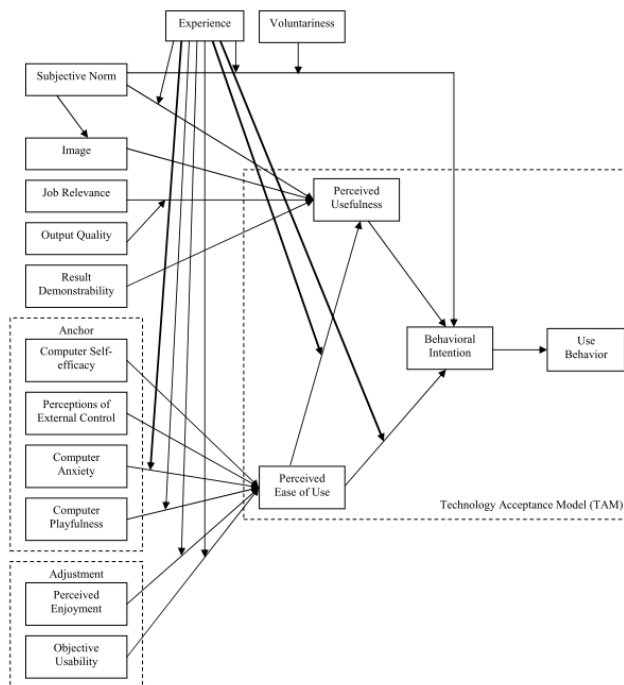 Experience
Voluntariness
Subjective Norm
Image
Job Relevance
Perceived
Usefulness
Output Quality
Result
Demonstrability
Anchor
Computer Self-
efficacy
Behavioral
Intention
Use
Behavior
Perceptions of
External Control
Computer
Anxiety
Perceived
Ease of Use
Computer
Playfulness
Technology Acceptance Model (TAM)
Adjustment
Perceived
Enjoyment
Objective
Usability